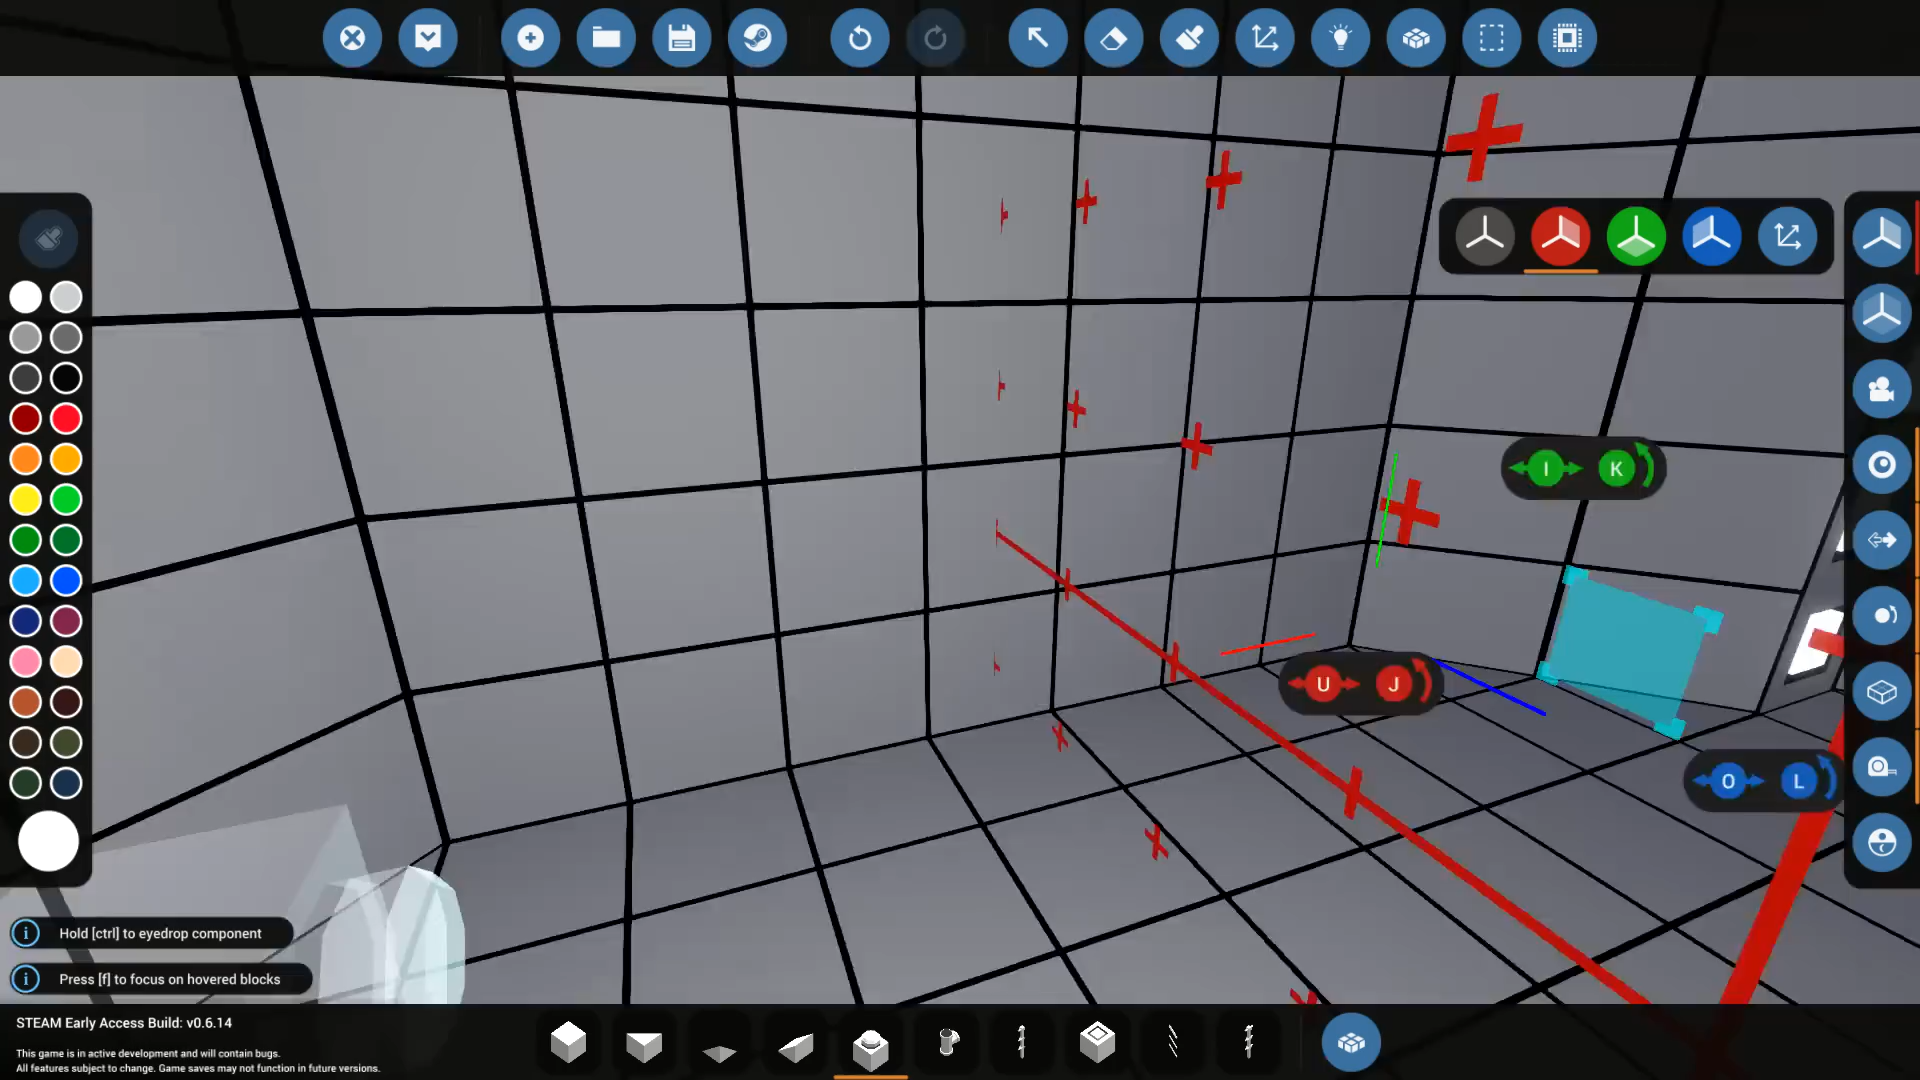 I K
U J
O L
Hold [ctrl] to eyedrop component
Press [f] to focus on hovered blocks
STEAM Early Access Build: v0.6.14
This game is in active development and will contain bugs.
All features subject to change. Game saves may not function in future versions.